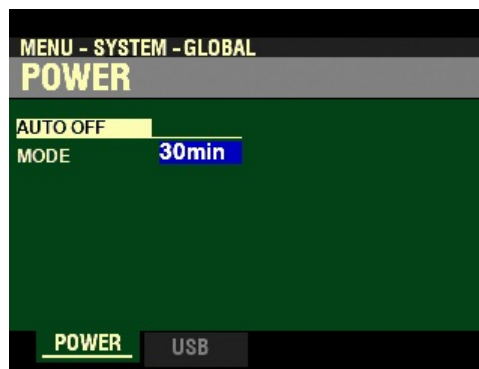 MENU - SYSTEM - GLOBAL
POWER
AUTO OFF
MODE 30min
POWER USB